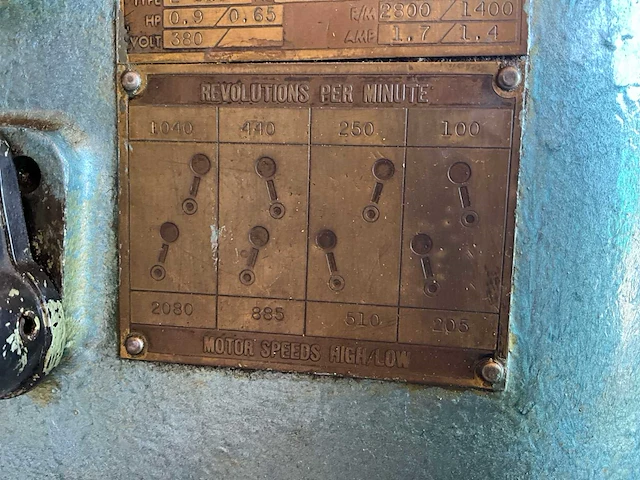 TYPE
HP 0.9 / 0.65 R/M 2800 / 1400
VOLT 380 / AMP 1.7 / 1.4
REVOLUTIONS PER MINUTE
1040 440 250 100
2080 885 510 205
MOTOR SPEEDS HIGH/LOW